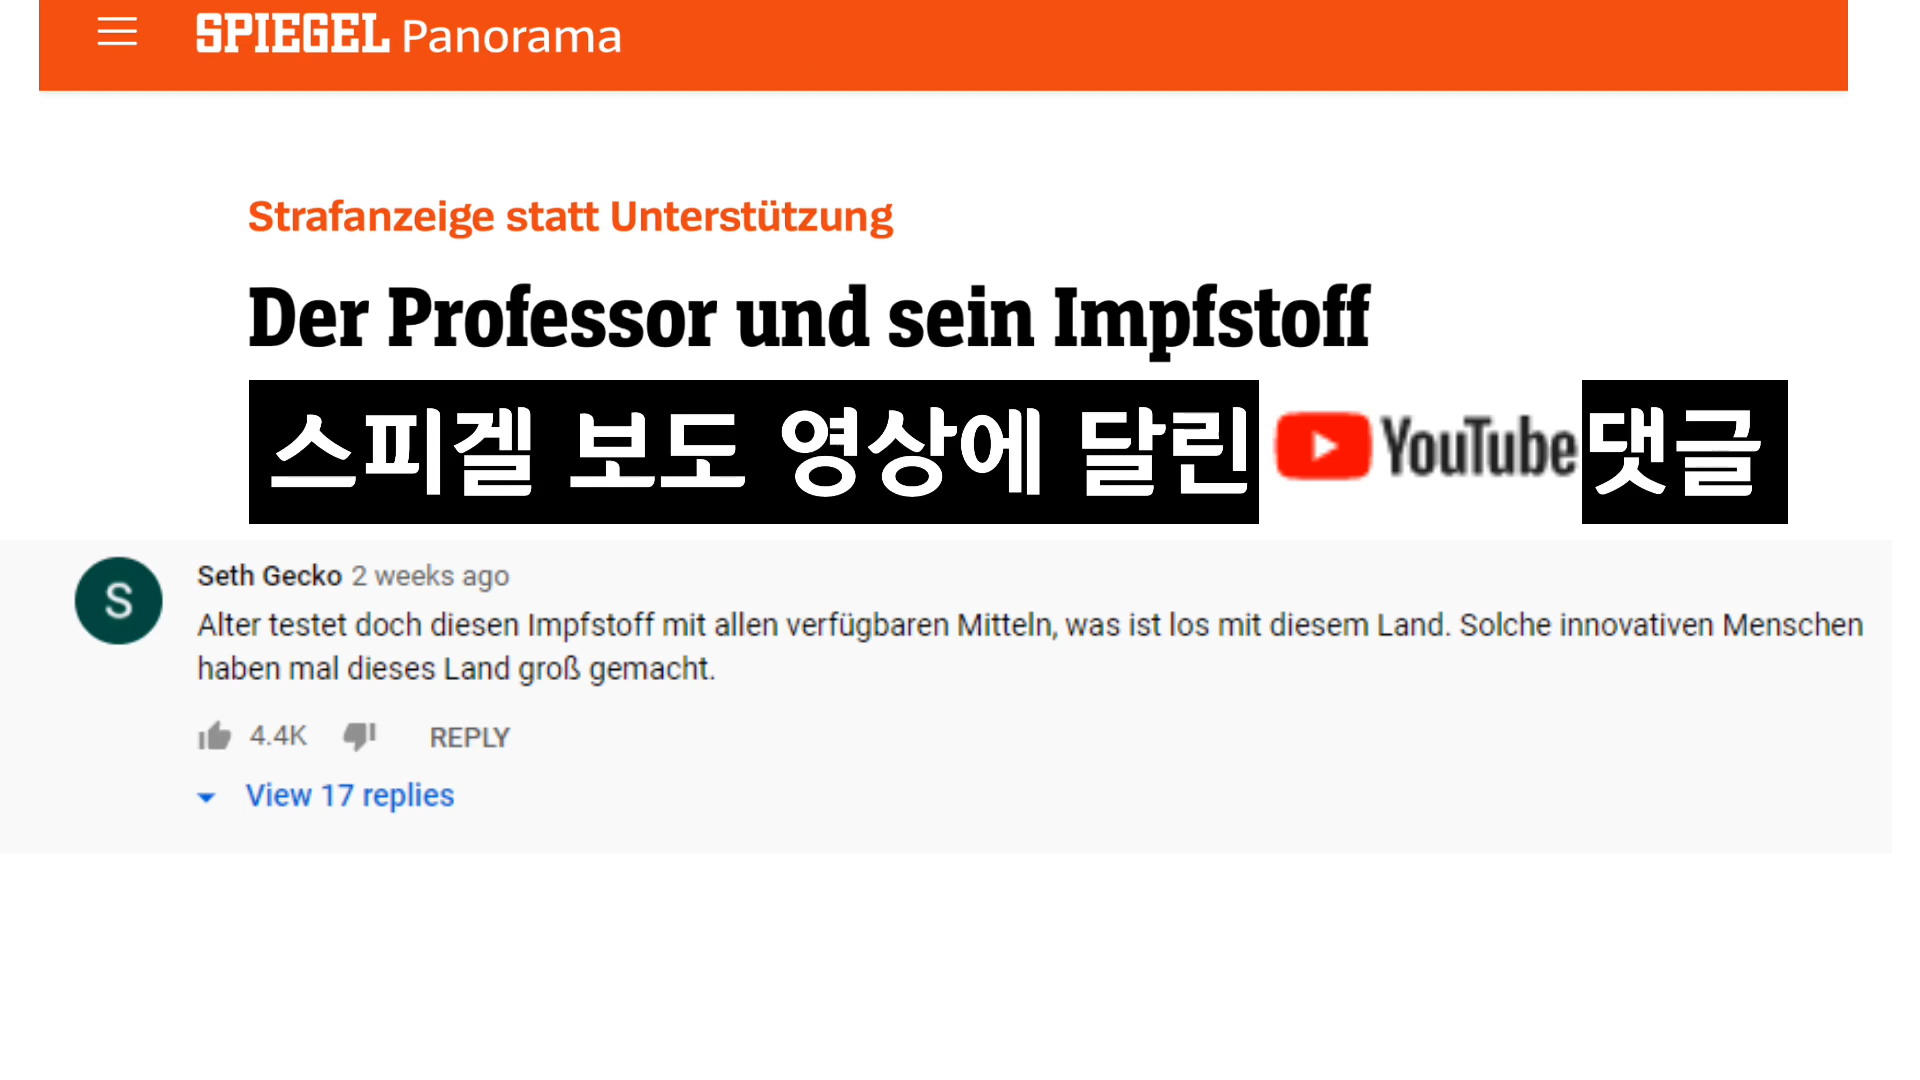 SPIEGEL Panorama
Strafanzeige statt Unterstützung
Der Professor und sein Impfstoff
스피겔 보도 영상에 달린 YouTube 댓글
S
Seth Gecko 2 weeks ago
Alter testet doch diesen Impfstoff mit allen verfügbaren Mitteln, was ist los mit diesem Land. Solche innovativen Menschen
haben mal dieses Land groß gemacht.
4.4K REPLY
View 17 replies